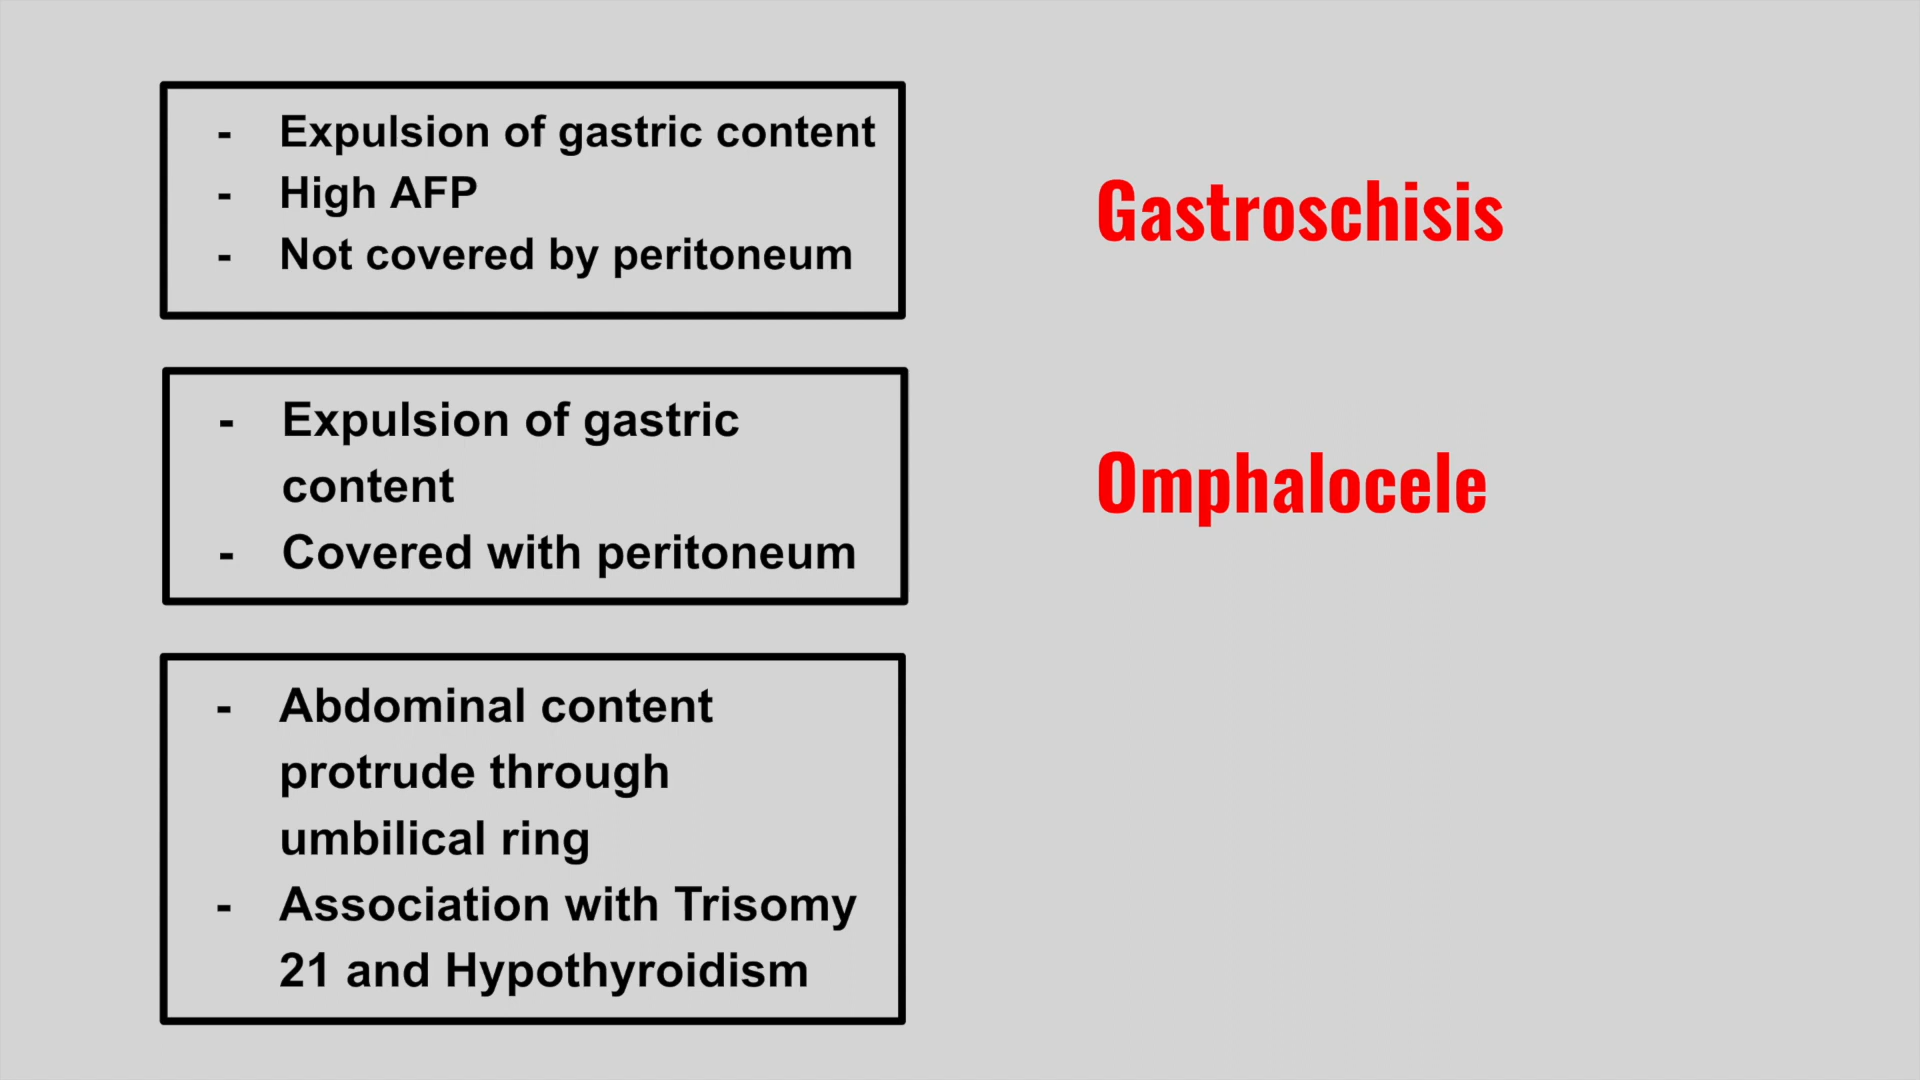 - Expulsion of gastric content
- High AFP
- Not covered by peritoneum
Gastroschisis
- Expulsion of gastric
content
- Covered with peritoneum
Omphalocele
- Abdominal content
protrude through
umbilical ring
- Association with Trisomy
21 and Hypothyroidism